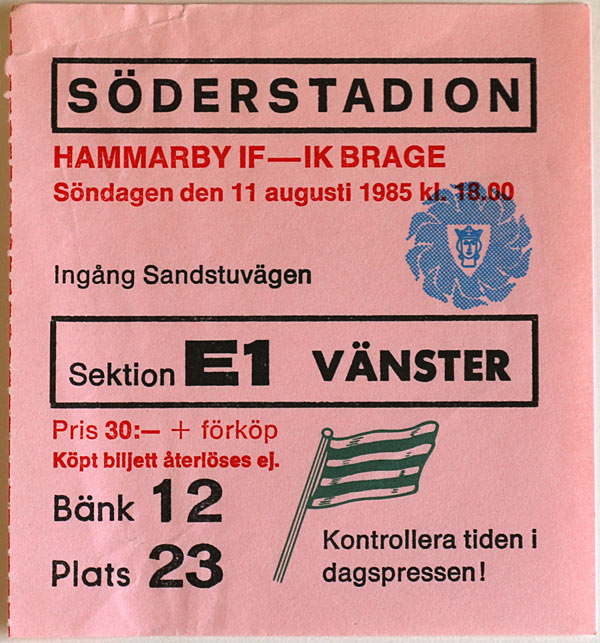 SÖDERSTADION
HAMMARBY IF—IK BRAGE
Söndagen den 11 augusti 1985 kl. 18.00
Ingång Sandstuvägen
Sektion E1 VÄNSTER
Pris 30:— + förköp
Köpt biljett återlöses ej.
Bänk 12
Plats 23
Kontrollera tiden i
dagspressen!